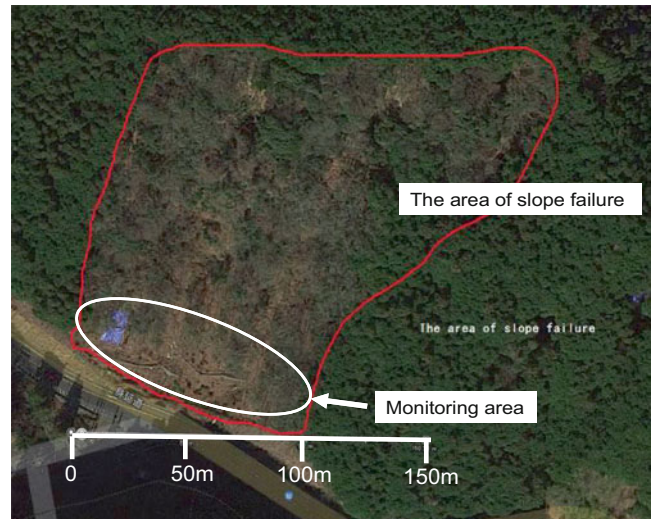 The area of slope failure
The area of slope failure
Monitoring area
0 50m 100m 150m